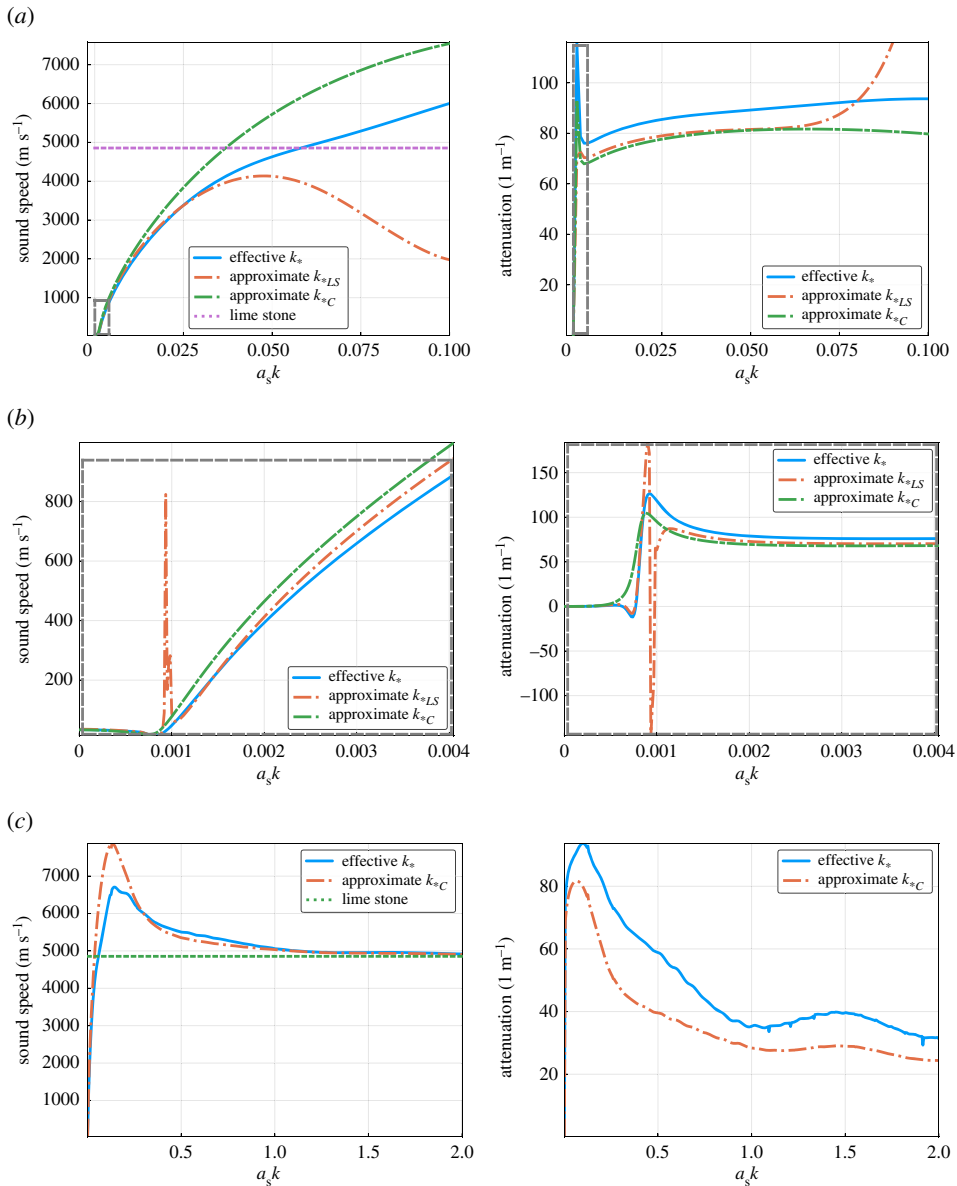 (a)
7000
6000
5000
4000
3000
2000
1000
sound speed (m s⁻¹)
effective k*
approximate k*LS
approximate k*C
lime stone
0 0.025 0.050 0.075 0.100
aₛk
100
80
60
40
20
attenuation (1 m⁻¹)
effective k*
approximate k*LS
approximate k*C
0 0.025 0.050 0.075 0.100
aₛk
(b)
800
600
400
200
sound speed (m s⁻¹)
effective k*
approximate k*LS
approximate k*C
0 0.001 0.002 0.003 0.004
aₛk
150
100
50
0
−50
−100
attenuation (1 m⁻¹)
effective k*
approximate k*LS
approximate k*C
0 0.001 0.002 0.003 0.004
aₛk
(c)
7000
6000
5000
4000
3000
2000
1000
sound speed (m s⁻¹)
effective k*
approximate k*C
lime stone
0.5 1.0 1.5 2.0
aₛk
80
60
40
20
attenuation (1 m⁻¹)
effective k*
approximate k*C
0.5 1.0 1.5 2.0
aₛk